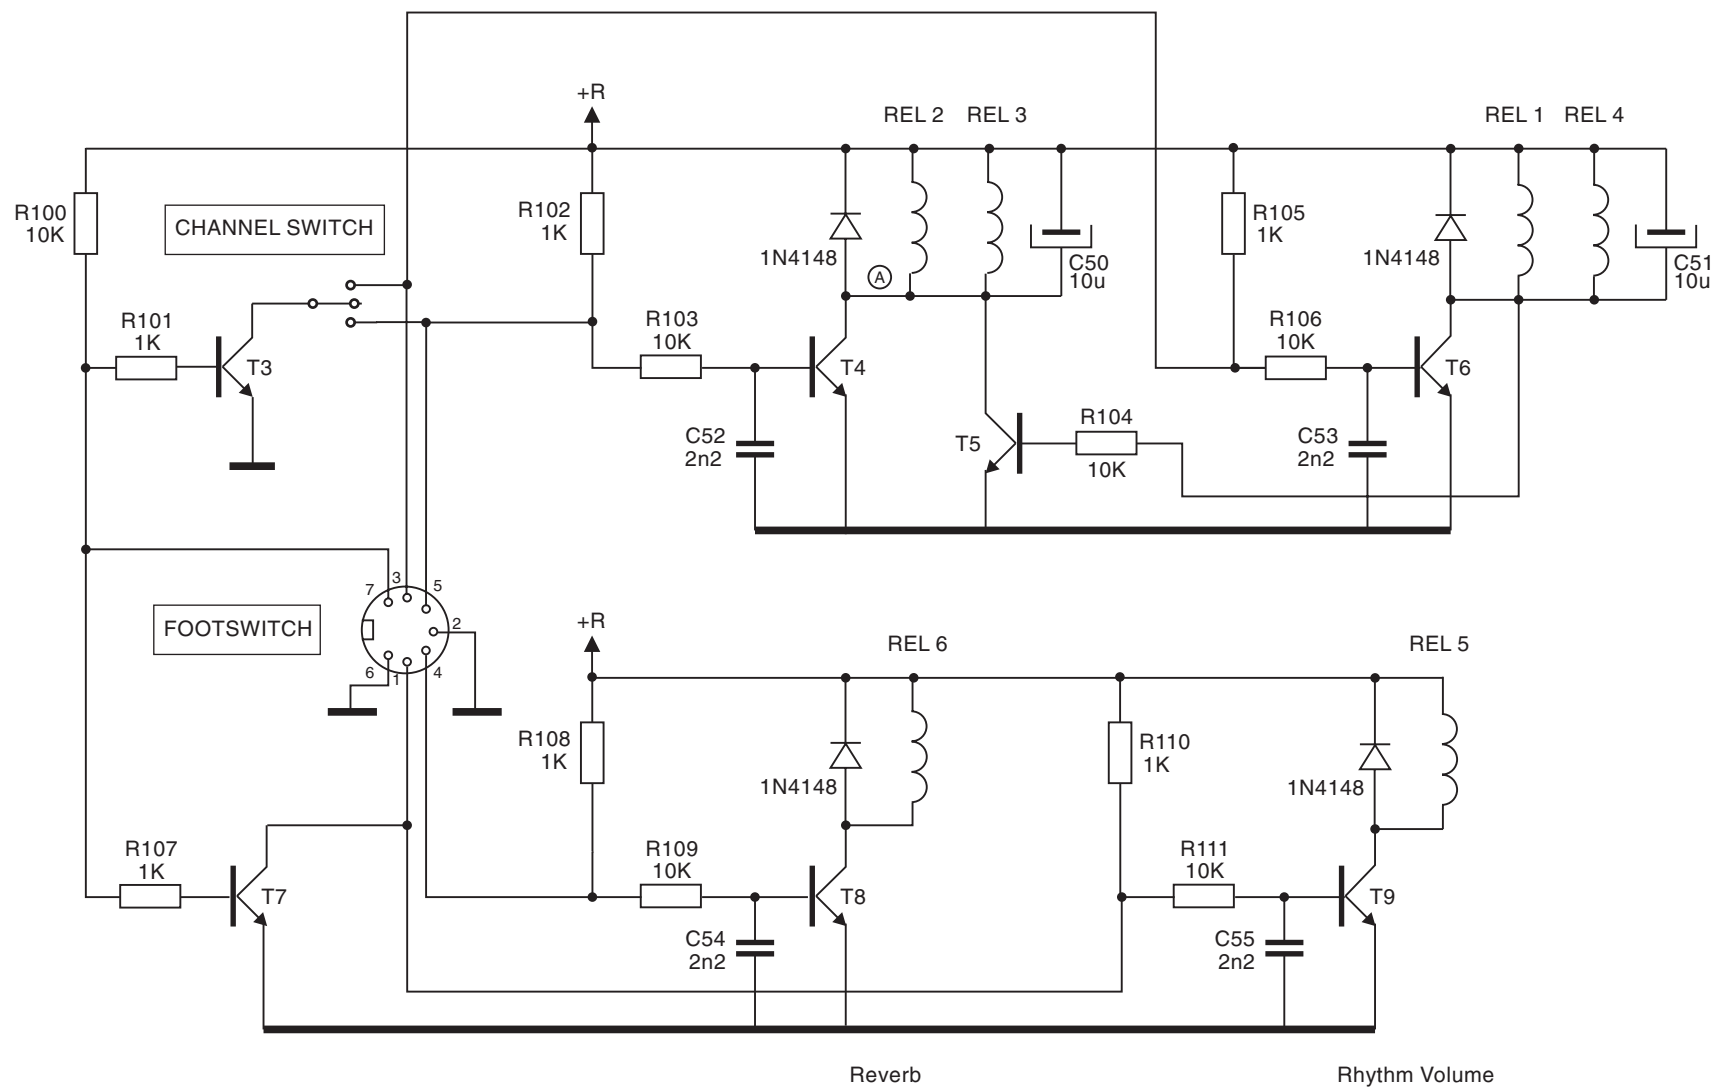 +R
REL 2 REL 3
REL 1 REL 4
R100
10K
CHANNEL SWITCH
R102
1K
1N4148
A
C50
10u
R105
1K
1N4148
C51
10u
R101
1K
T3
R103
10K
T4
R106
10K
T6
C52
2n2
T5
R104
10K
C53
2n2
FOOTSWITCH
7
3
5
2
6
1
4
+R
REL 6
REL 5
R108
1K
1N4148
R110
1K
1N4148
R107
1K
T7
R109
10K
T8
R111
10K
T9
C54
2n2
C55
2n2
Reverb
Rhythm Volume